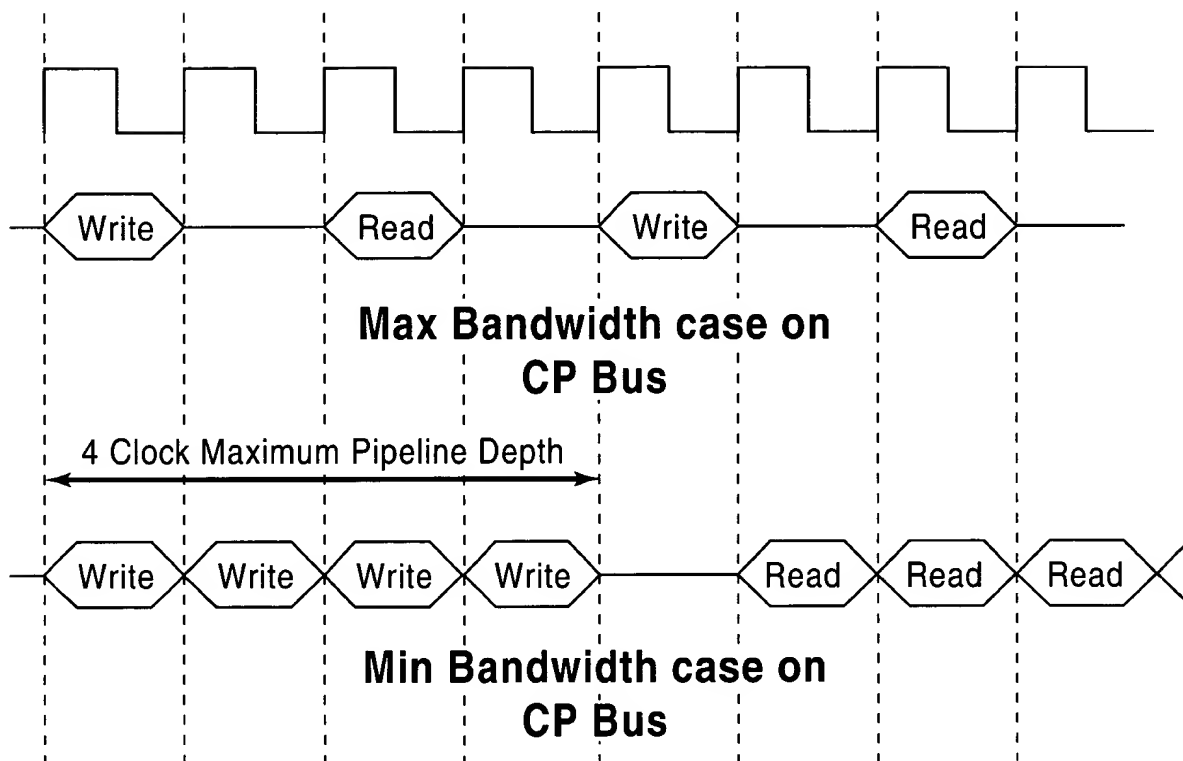 Write Read Write Read
Max Bandwidth case on
CP Bus
4 Clock Maximum Pipeline Depth
Write Write Write Write Read Read Read
Min Bandwidth case on
CP Bus